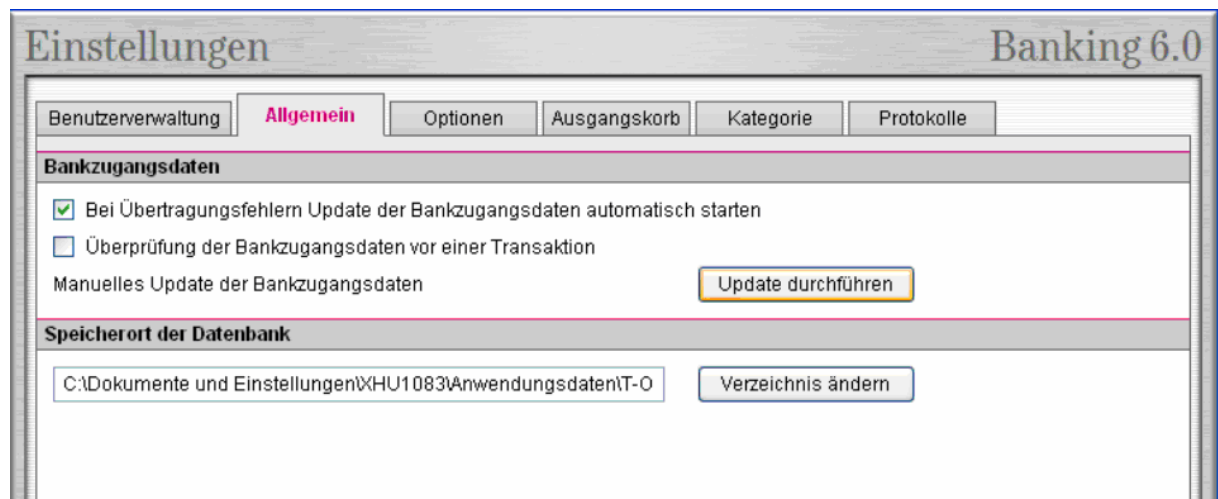 Einstellungen Banking 6.0
Benutzerverwaltung Allgemein Optionen Ausgangskorb Kategorie Protokolle
Bankzugangsdaten
Bei Übertragungsfehlern Update der Bankzugangsdaten automatisch starten
Überprüfung der Bankzugangsdaten vor einer Transaktion
Manuelles Update der Bankzugangsdaten Update durchführen
Speicherort der Datenbank
C:\Dokumente und Einstellungen\XHU1083\Anwendungsdaten\T-O Verzeichnis ändern